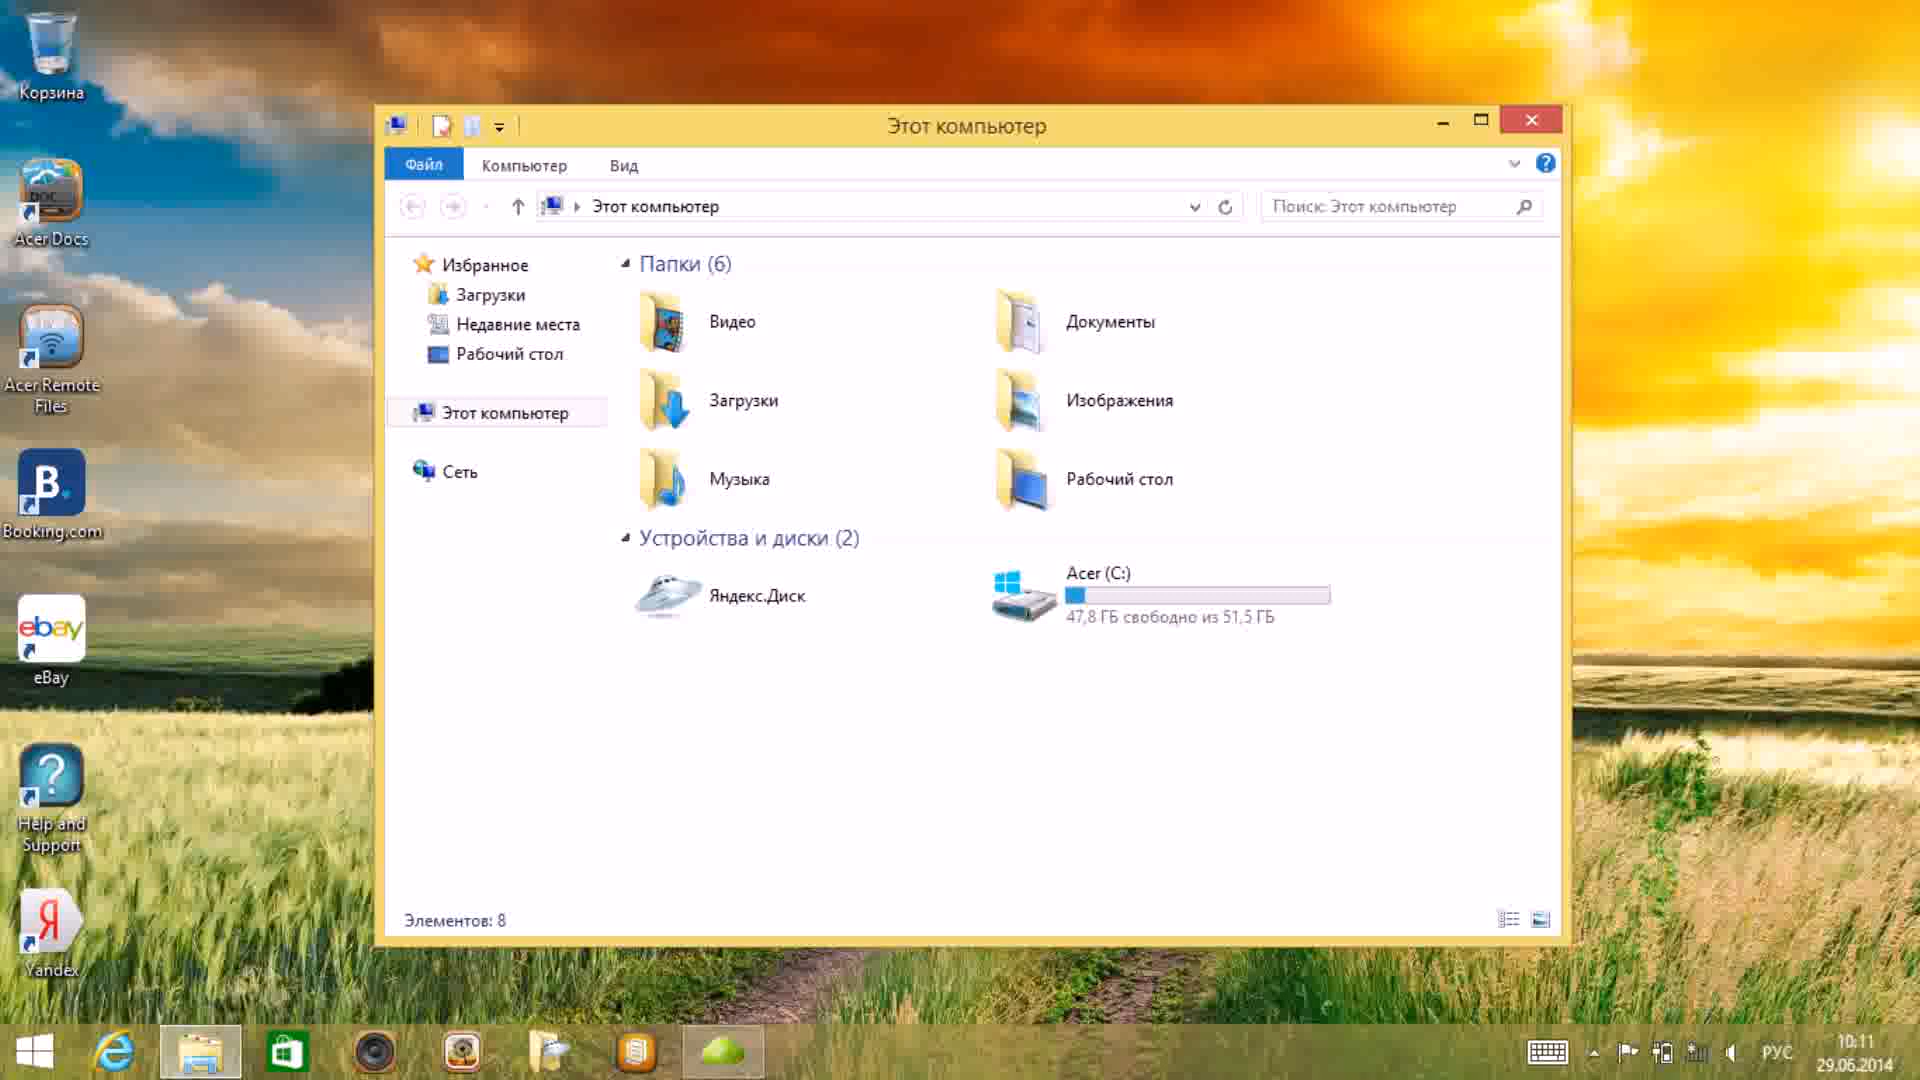 Корзина
Acer Docs
Acer Remote
Files
B.
Booking.com
ebay
eBay
?
Help and
Support
Я
Yandex
Этот компьютер
Файл
Компьютер
Вид
?
Этот компьютер
Поиск: Этот компьютер
Избранное
Загрузки
Недавние места
Рабочий стол
Этот компьютер
Сеть
Папки (6)
Видео
Документы
Загрузки
Изображения
Музыка
Рабочий стол
Устройства и диски (2)
Яндекс.Диск
Acer (C:)
47,8 ГБ свободно из 51,5 ГБ
Элементов: 8
РУС
10:11
29.06.2014